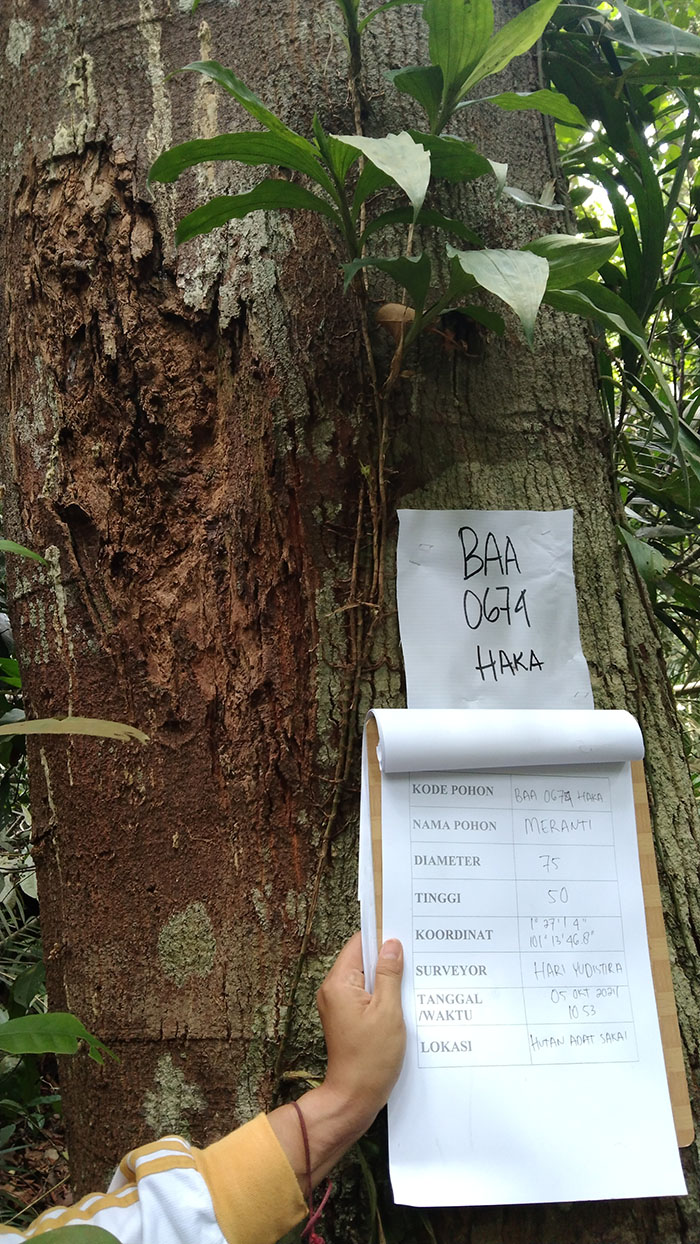 BAA
0674
HAKA
KODE POHON BAA 0674 HAKA
NAMA POHON MERANTI
DIAMETER 75
TINGGI 50
KOORDINAT 1° 27' 1 4"
101° 13' 46.8"
SURVEYOR HARI YUDISTIRA
TANGGAL 05 OKT 2021/
/WAKTU 10 53
LOKASI HUTAN ADAT SAKAI